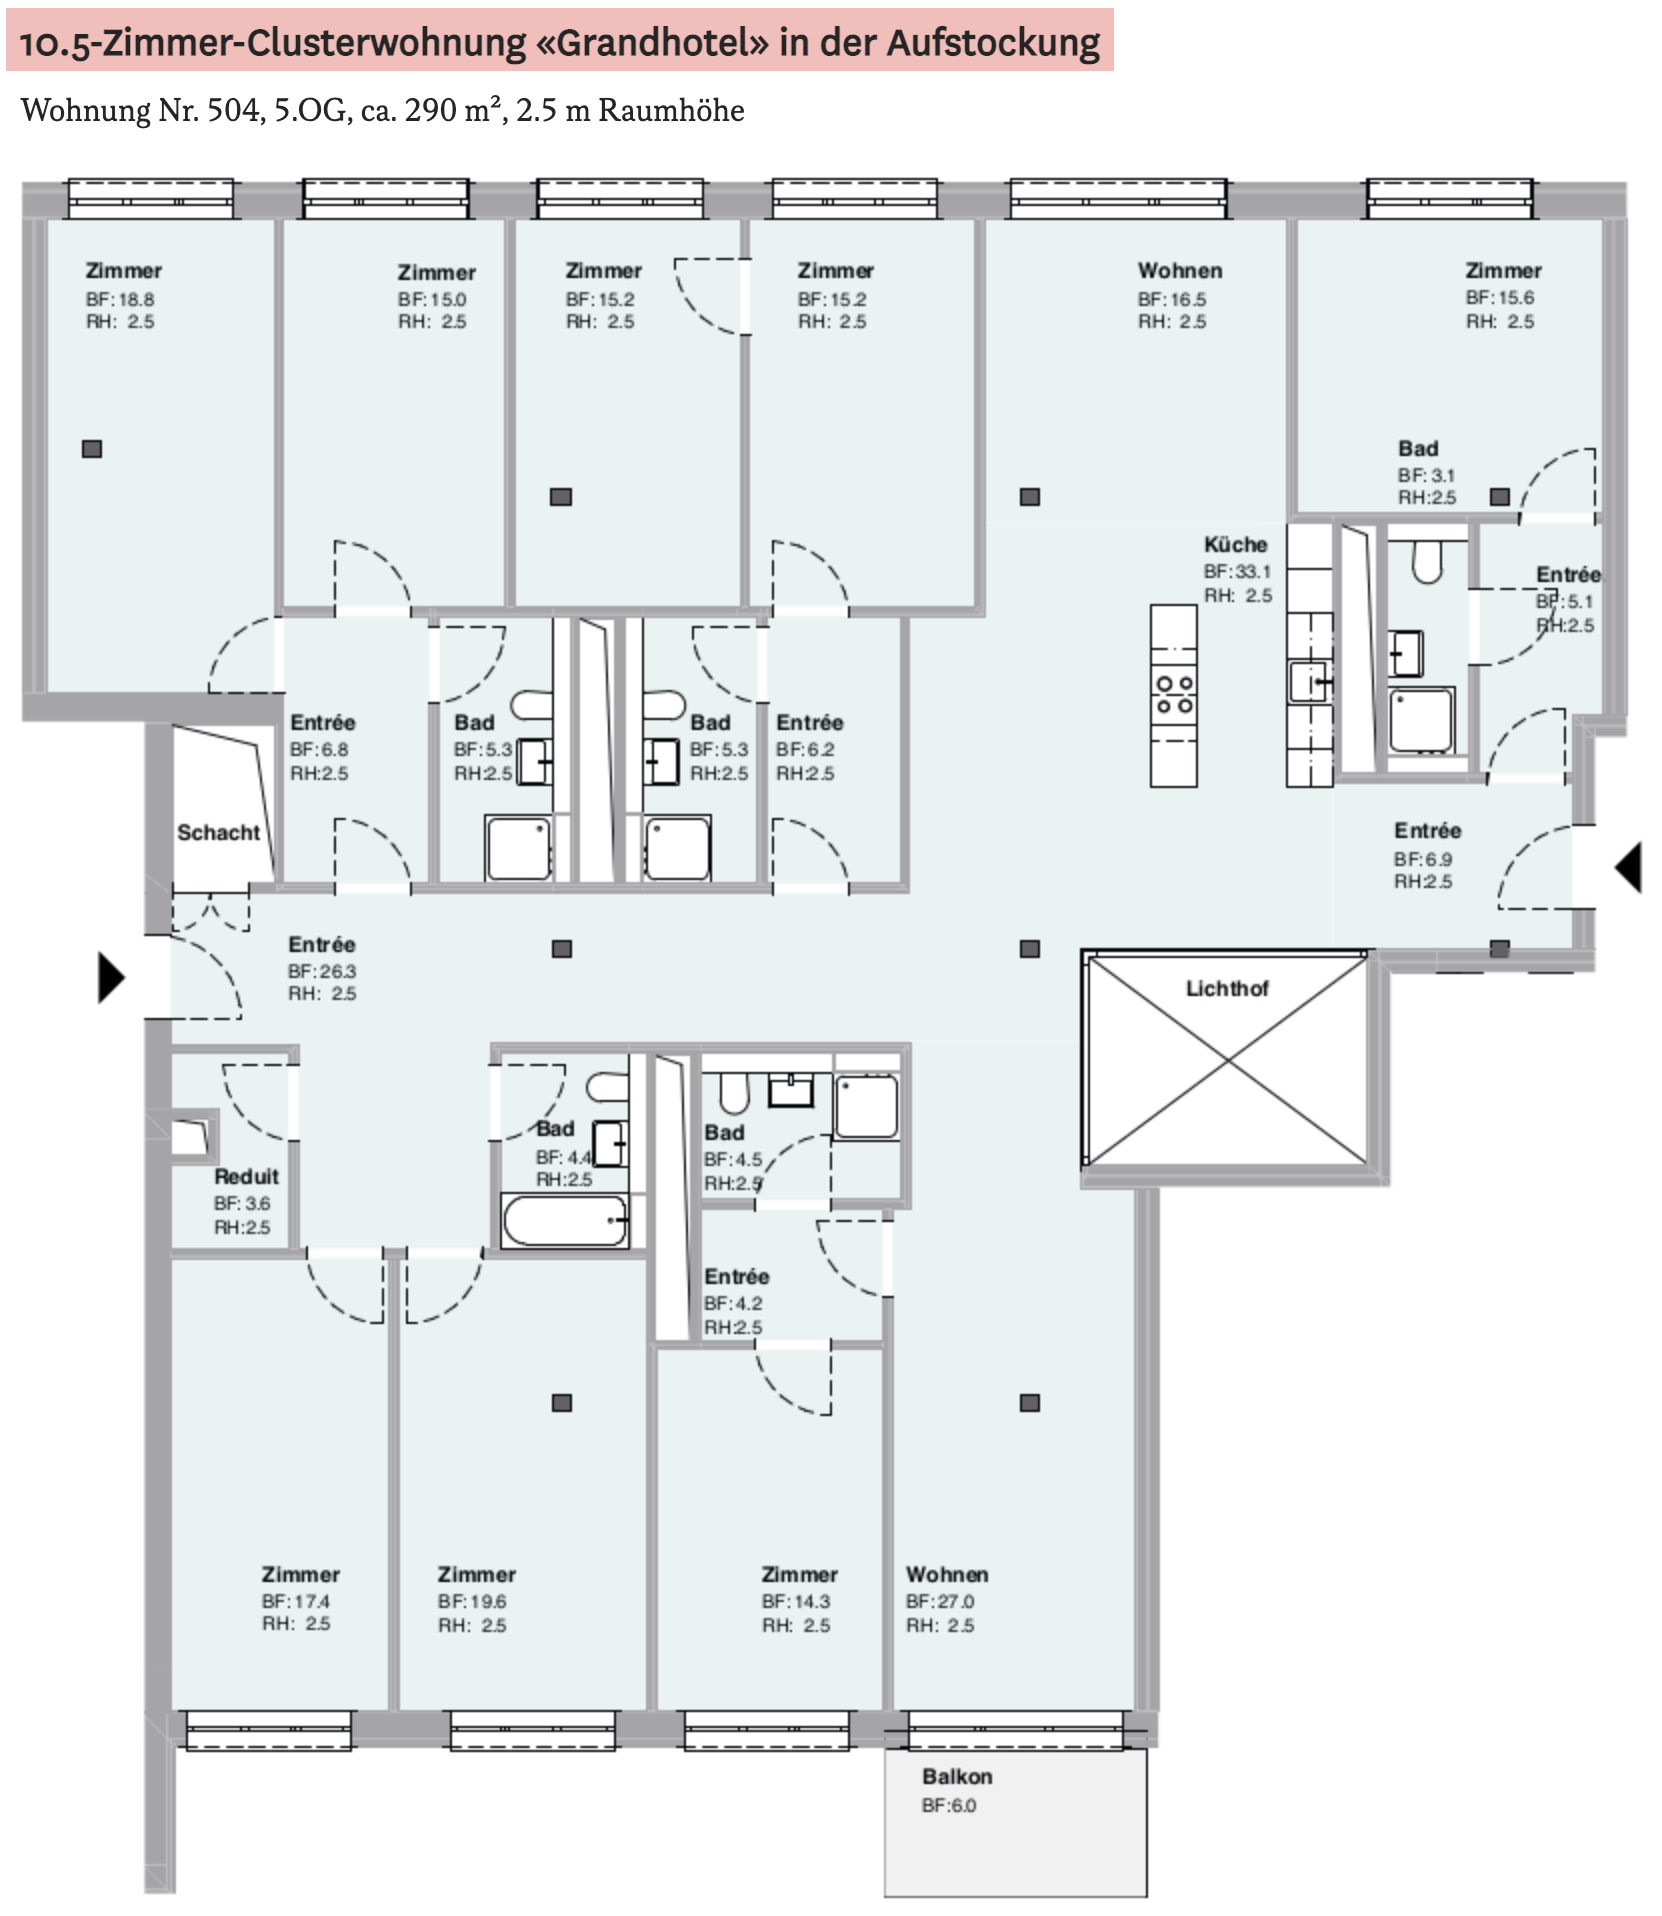 10.5-Zimmer-Clusterwohnung «Grandhotel» in der Aufstockung
Wohnung Nr. 504, 5.OG, ca. 290 m², 2.5 m Raumhöhe
Zimmer
BF: 18.8
RH: 2.5
Zimmer
BF: 15.0
RH: 2.5
Zimmer
BF: 15.2
RH: 2.5
Zimmer
BF: 15.2
RH: 2.5
Wohnen
BF: 16.5
RH: 2.5
Zimmer
BF: 15.6
RH: 2.5
Bad
BF: 3.1
RH:2.5
Küche
BF: 33.1
RH: 2.5
Entrée
BF: 5.1
RH:2.5
Entrée
BF: 6.8
RH:2.5
Bad
BF: 5.3
RH:2.5
Bad
BF: 5.3
RH:2.5
Entrée
BF: 6.2
RH:2.5
Schacht
Entrée
BF: 6.9
RH:2.5
Entrée
BF: 26.3
RH: 2.5
Lichthof
Bad
BF: 4.4
RH:2.5
Bad
BF: 4.5
RH:2.5
Reduit
BF: 3.6
RH:2.5
Entrée
BF: 4.2
RH:2.5
Zimmer
BF: 17.4
RH: 2.5
Zimmer
BF: 19.6
RH: 2.5
Zimmer
BF: 14.3
RH: 2.5
Wohnen
BF: 27.0
RH: 2.5
Balkon
BF:6.0